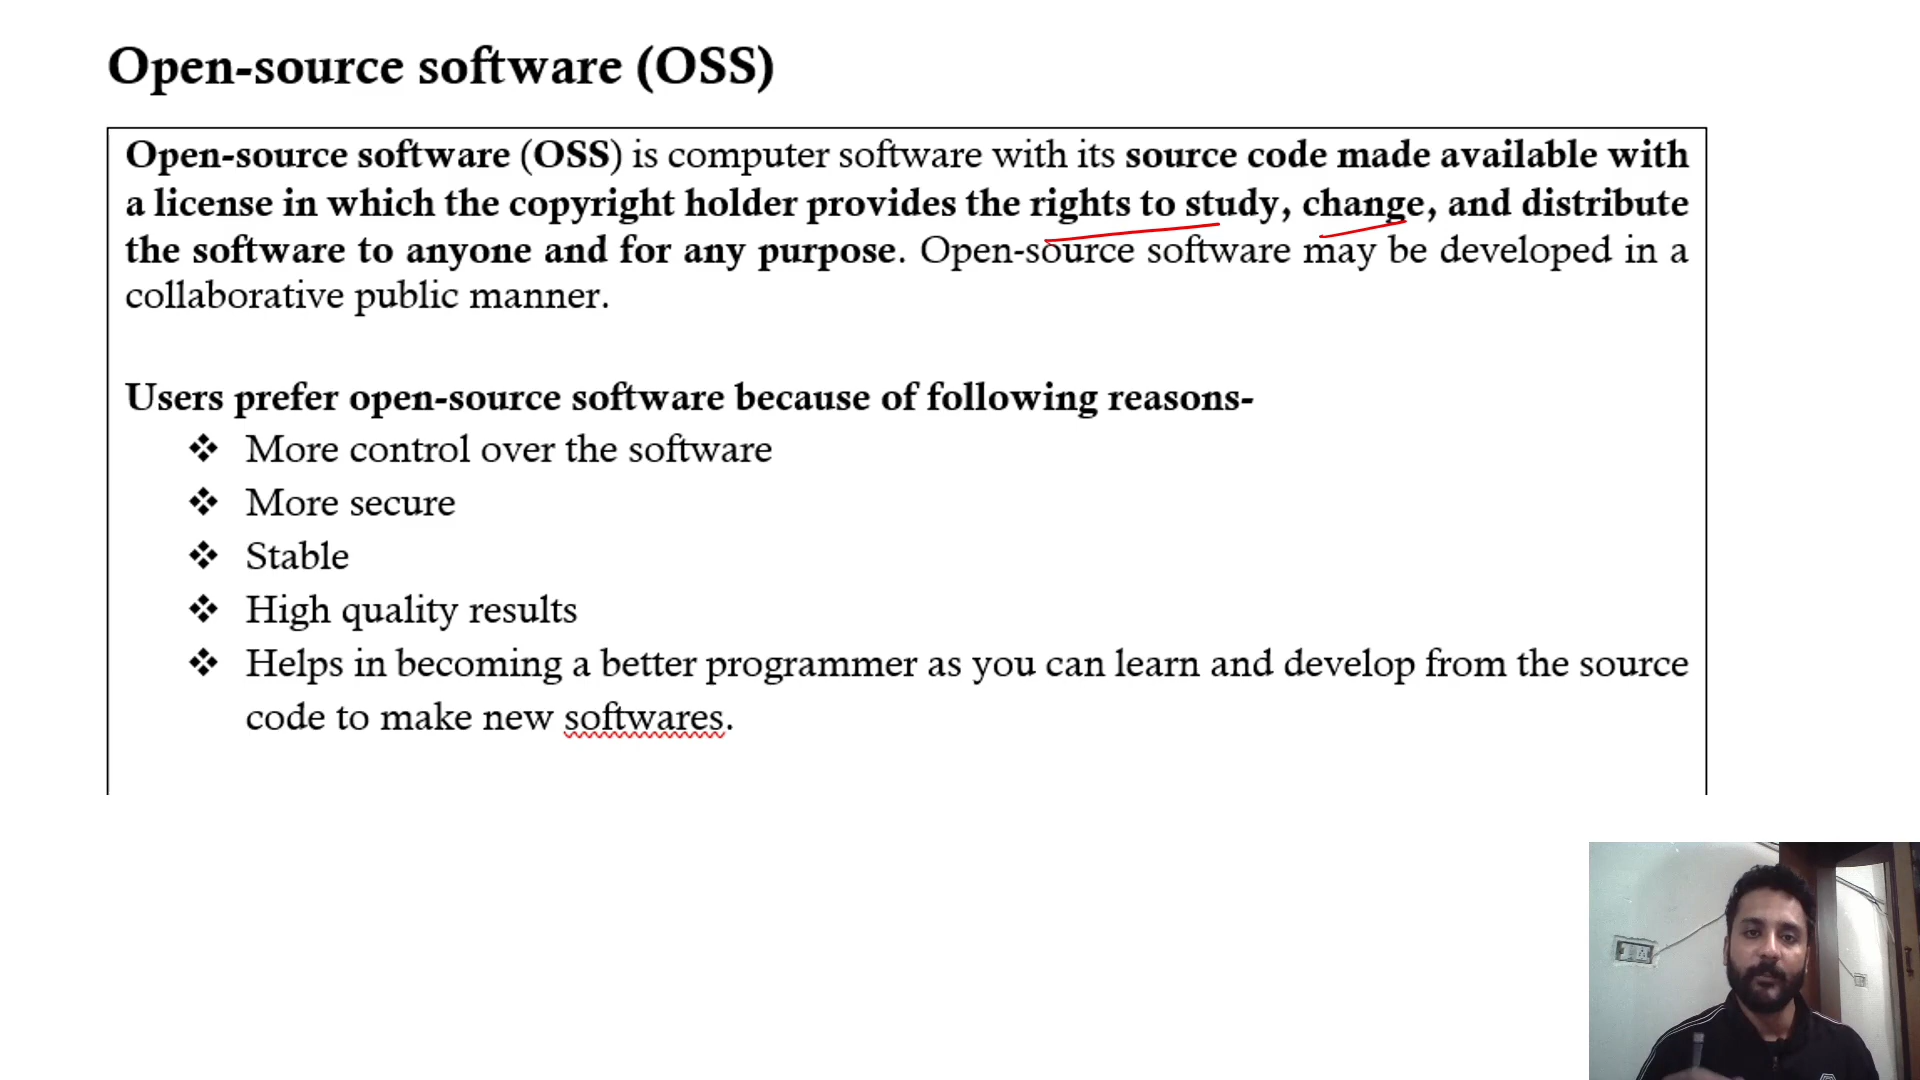 Open-source software (OSS)
Open-source software (OSS) is computer software with its source code made available with
a license in which the copyright holder provides the rights to study, change, and distribute
the software to anyone and for any purpose. Open-source software may be developed in a
collaborative public manner.
Users prefer open-source software because of following reasons-
❖ More control over the software
❖ More secure
❖ Stable
❖ High quality results
❖ Helps in becoming a better programmer as you can learn and develop from the source
code to make new softwares.